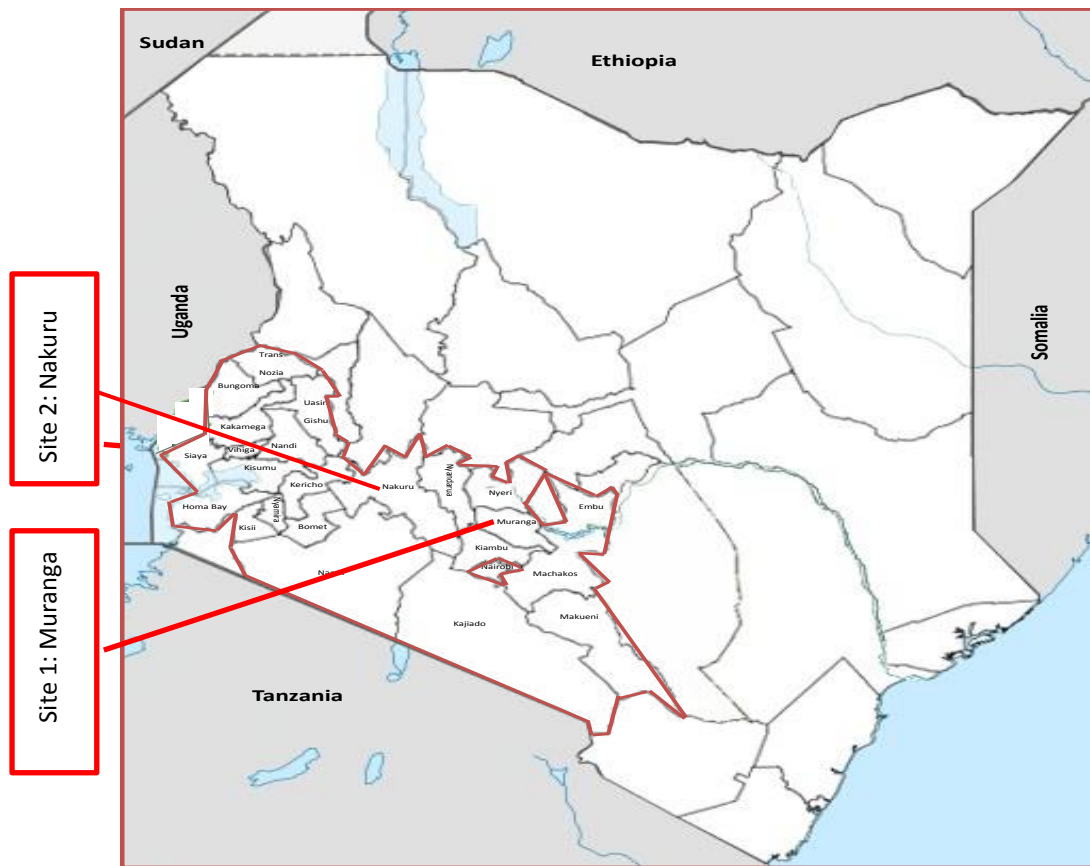 Sudan
Ethiopia
Uganda
Somalia
Tanzania
Site 2: Nakuru
Site 1: Muranga
Trans
Nozia
Bungoma
Uasin
Gishu
Kakamega
Vihiga
Nandi
Siaya
Kisumu
Kericho
Nakuru
Nyandarua
Nyeri
Embu
Homa Bay
Nyamira
Kisii
Bomet
Muranga
Kiambu
Nairobi
Machakos
Makueni
Kajiado